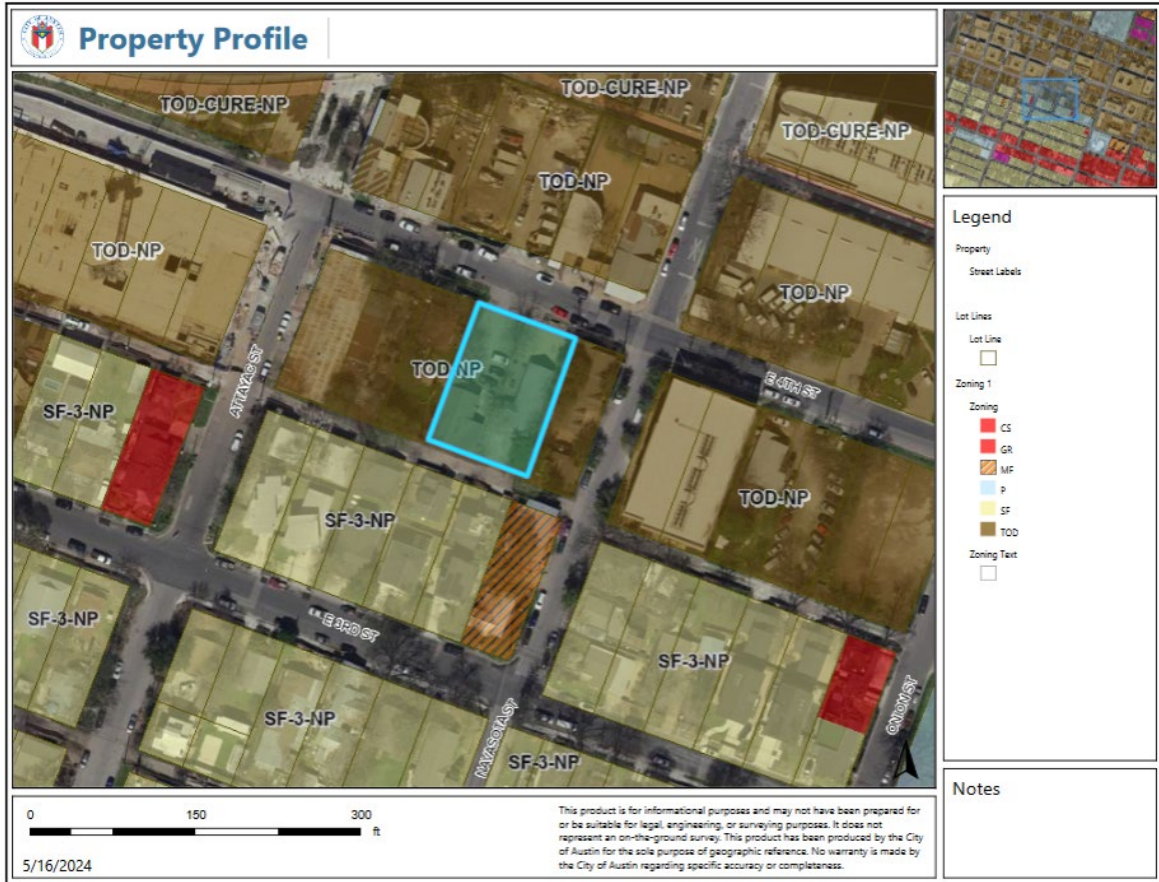 Property Profile
TOD-CURE-NP
TOD-CURE-NP
TOD-CURE-NP
TOD-NP
TOD-NP
TOD-NP
TOD-NP
E 4TH ST
ATTAYAC ST
SF-3-NP
TOD-NP
SF-3-NP
SF-3-NP
E 3RD ST
SF-3-NP
SF-3-NP
NAVASOTA ST
SF-3-NP
ONION ST
Legend
Property
Street Labels
Lot Lines
Lot Line
Zoning 1
Zoning
CS
GR
MF
P
SF
TOD
Zoning Text
Notes
0 150 300
ft
5/16/2024
This product is for informational purposes and may not have been prepared for
or be suitable for legal, engineering, or surveying purposes. It does not
represent an on-the-ground survey. This product has been produced by the City
of Austin for the sole purpose of geographic reference. No warranty is made by
the City of Austin regarding specific accuracy or completeness.